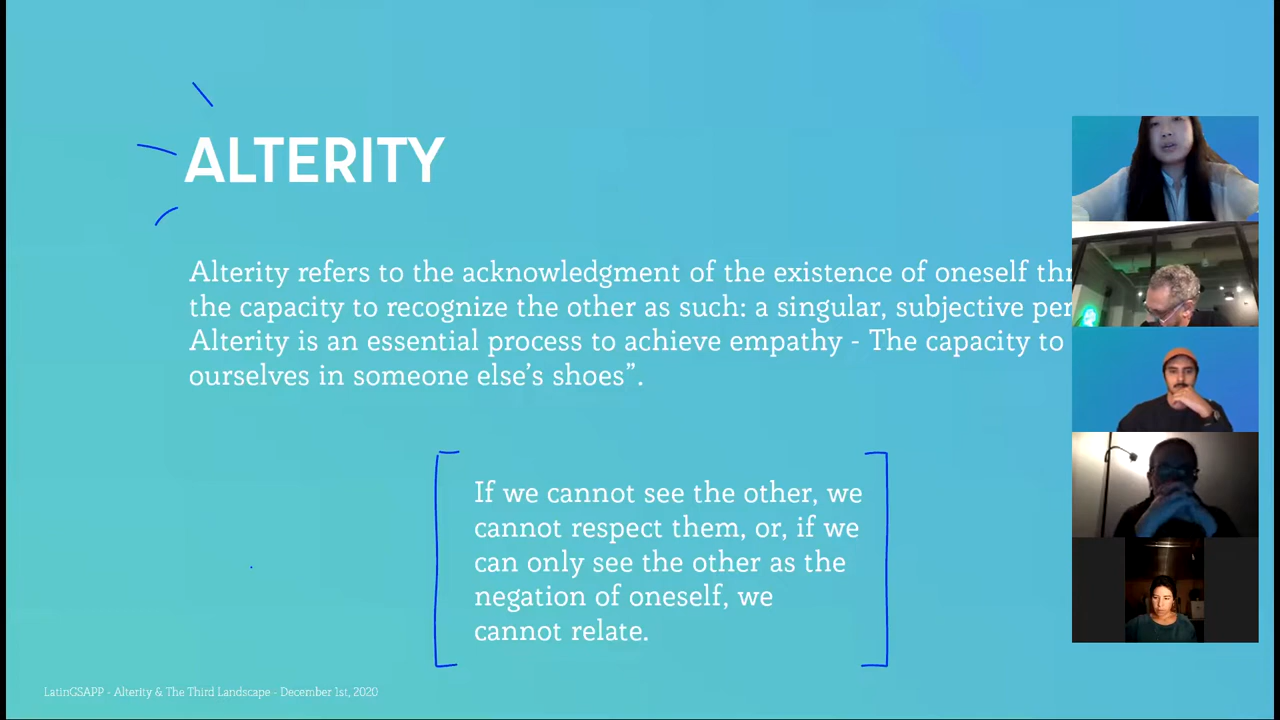 ALTERITY
Alterity refers to the acknowledgment of the existence of oneself
the capacity to recognize the other as such: a singular, subjective
Alterity is an essential process to achieve empathy - The capacity to
ourselves in someone else’s shoes”.
If we cannot see the other, we
cannot respect them, or, if we
can only see the other as the
negation of oneself, we
cannot relate.
LatinGSAPP - Alterity & The Third Landscape - December 1st, 2020